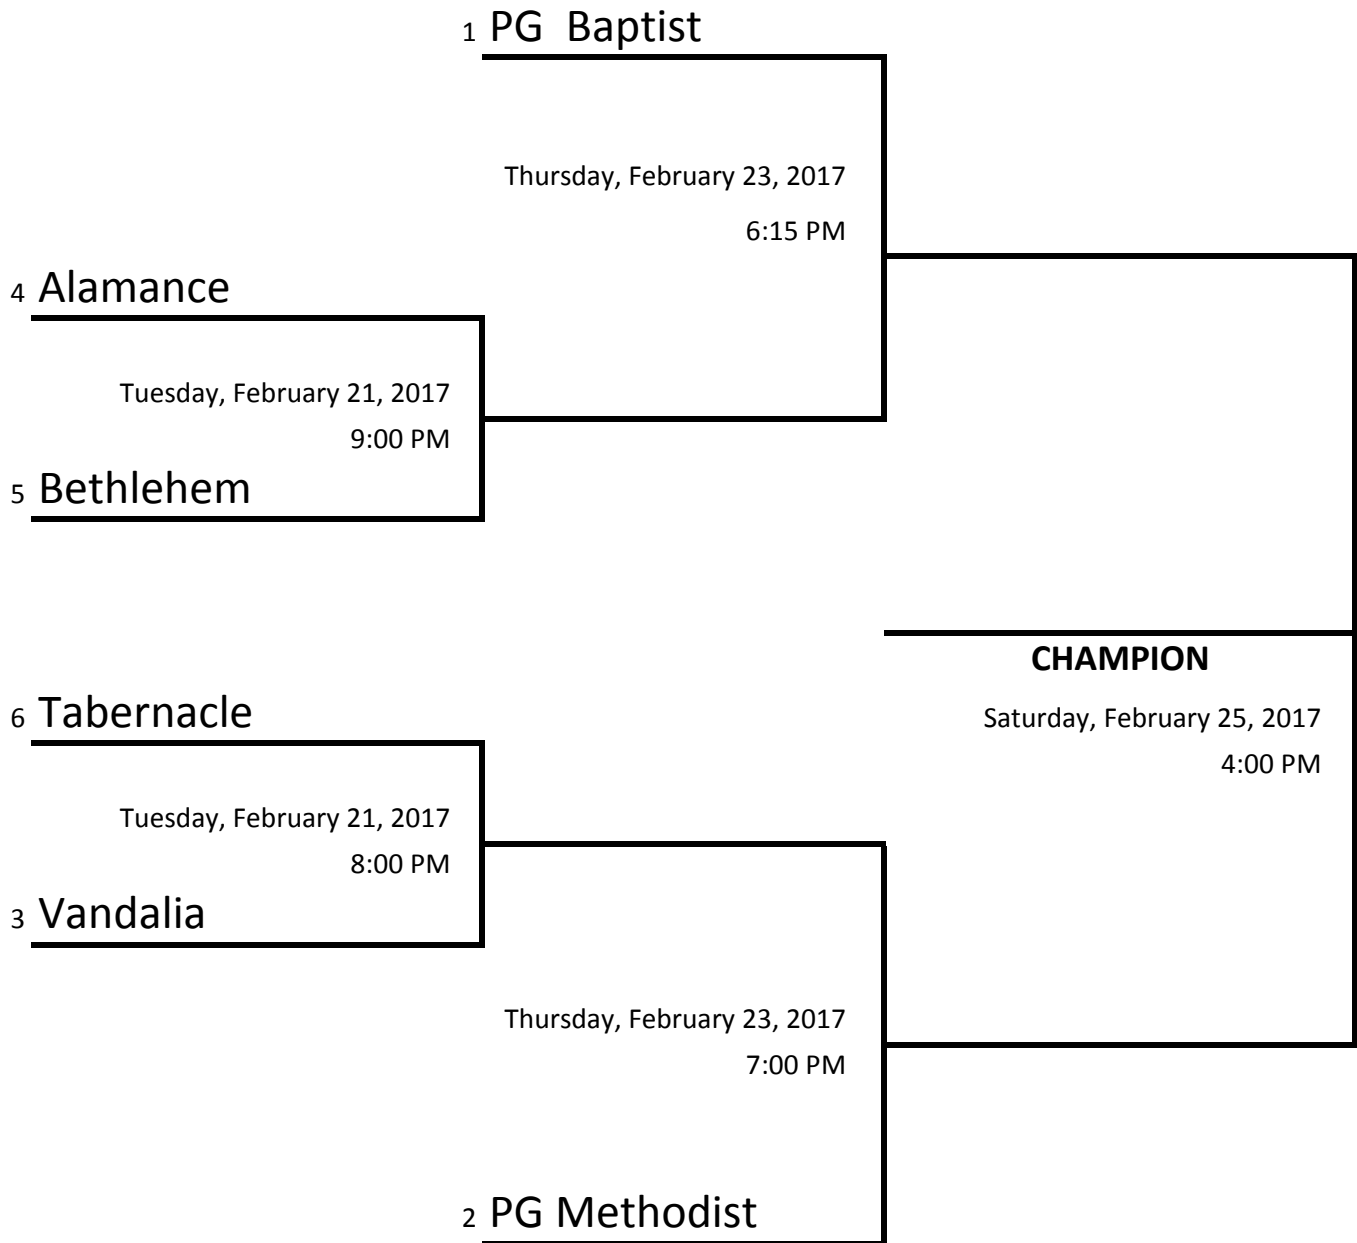 1 PG  Baptist
Thursday, February 23, 2017
6:15 PM
4 Alamance
Tuesday, February 21, 2017
9:00 PM
5 Bethlehem
CHAMPION
6 Tabernacle
Saturday, February 25, 2017
4:00 PM
Tuesday, February 21, 2017
8:00 PM
3 Vandalia
Thursday, February 23, 2017
7:00 PM
2 PG Methodist